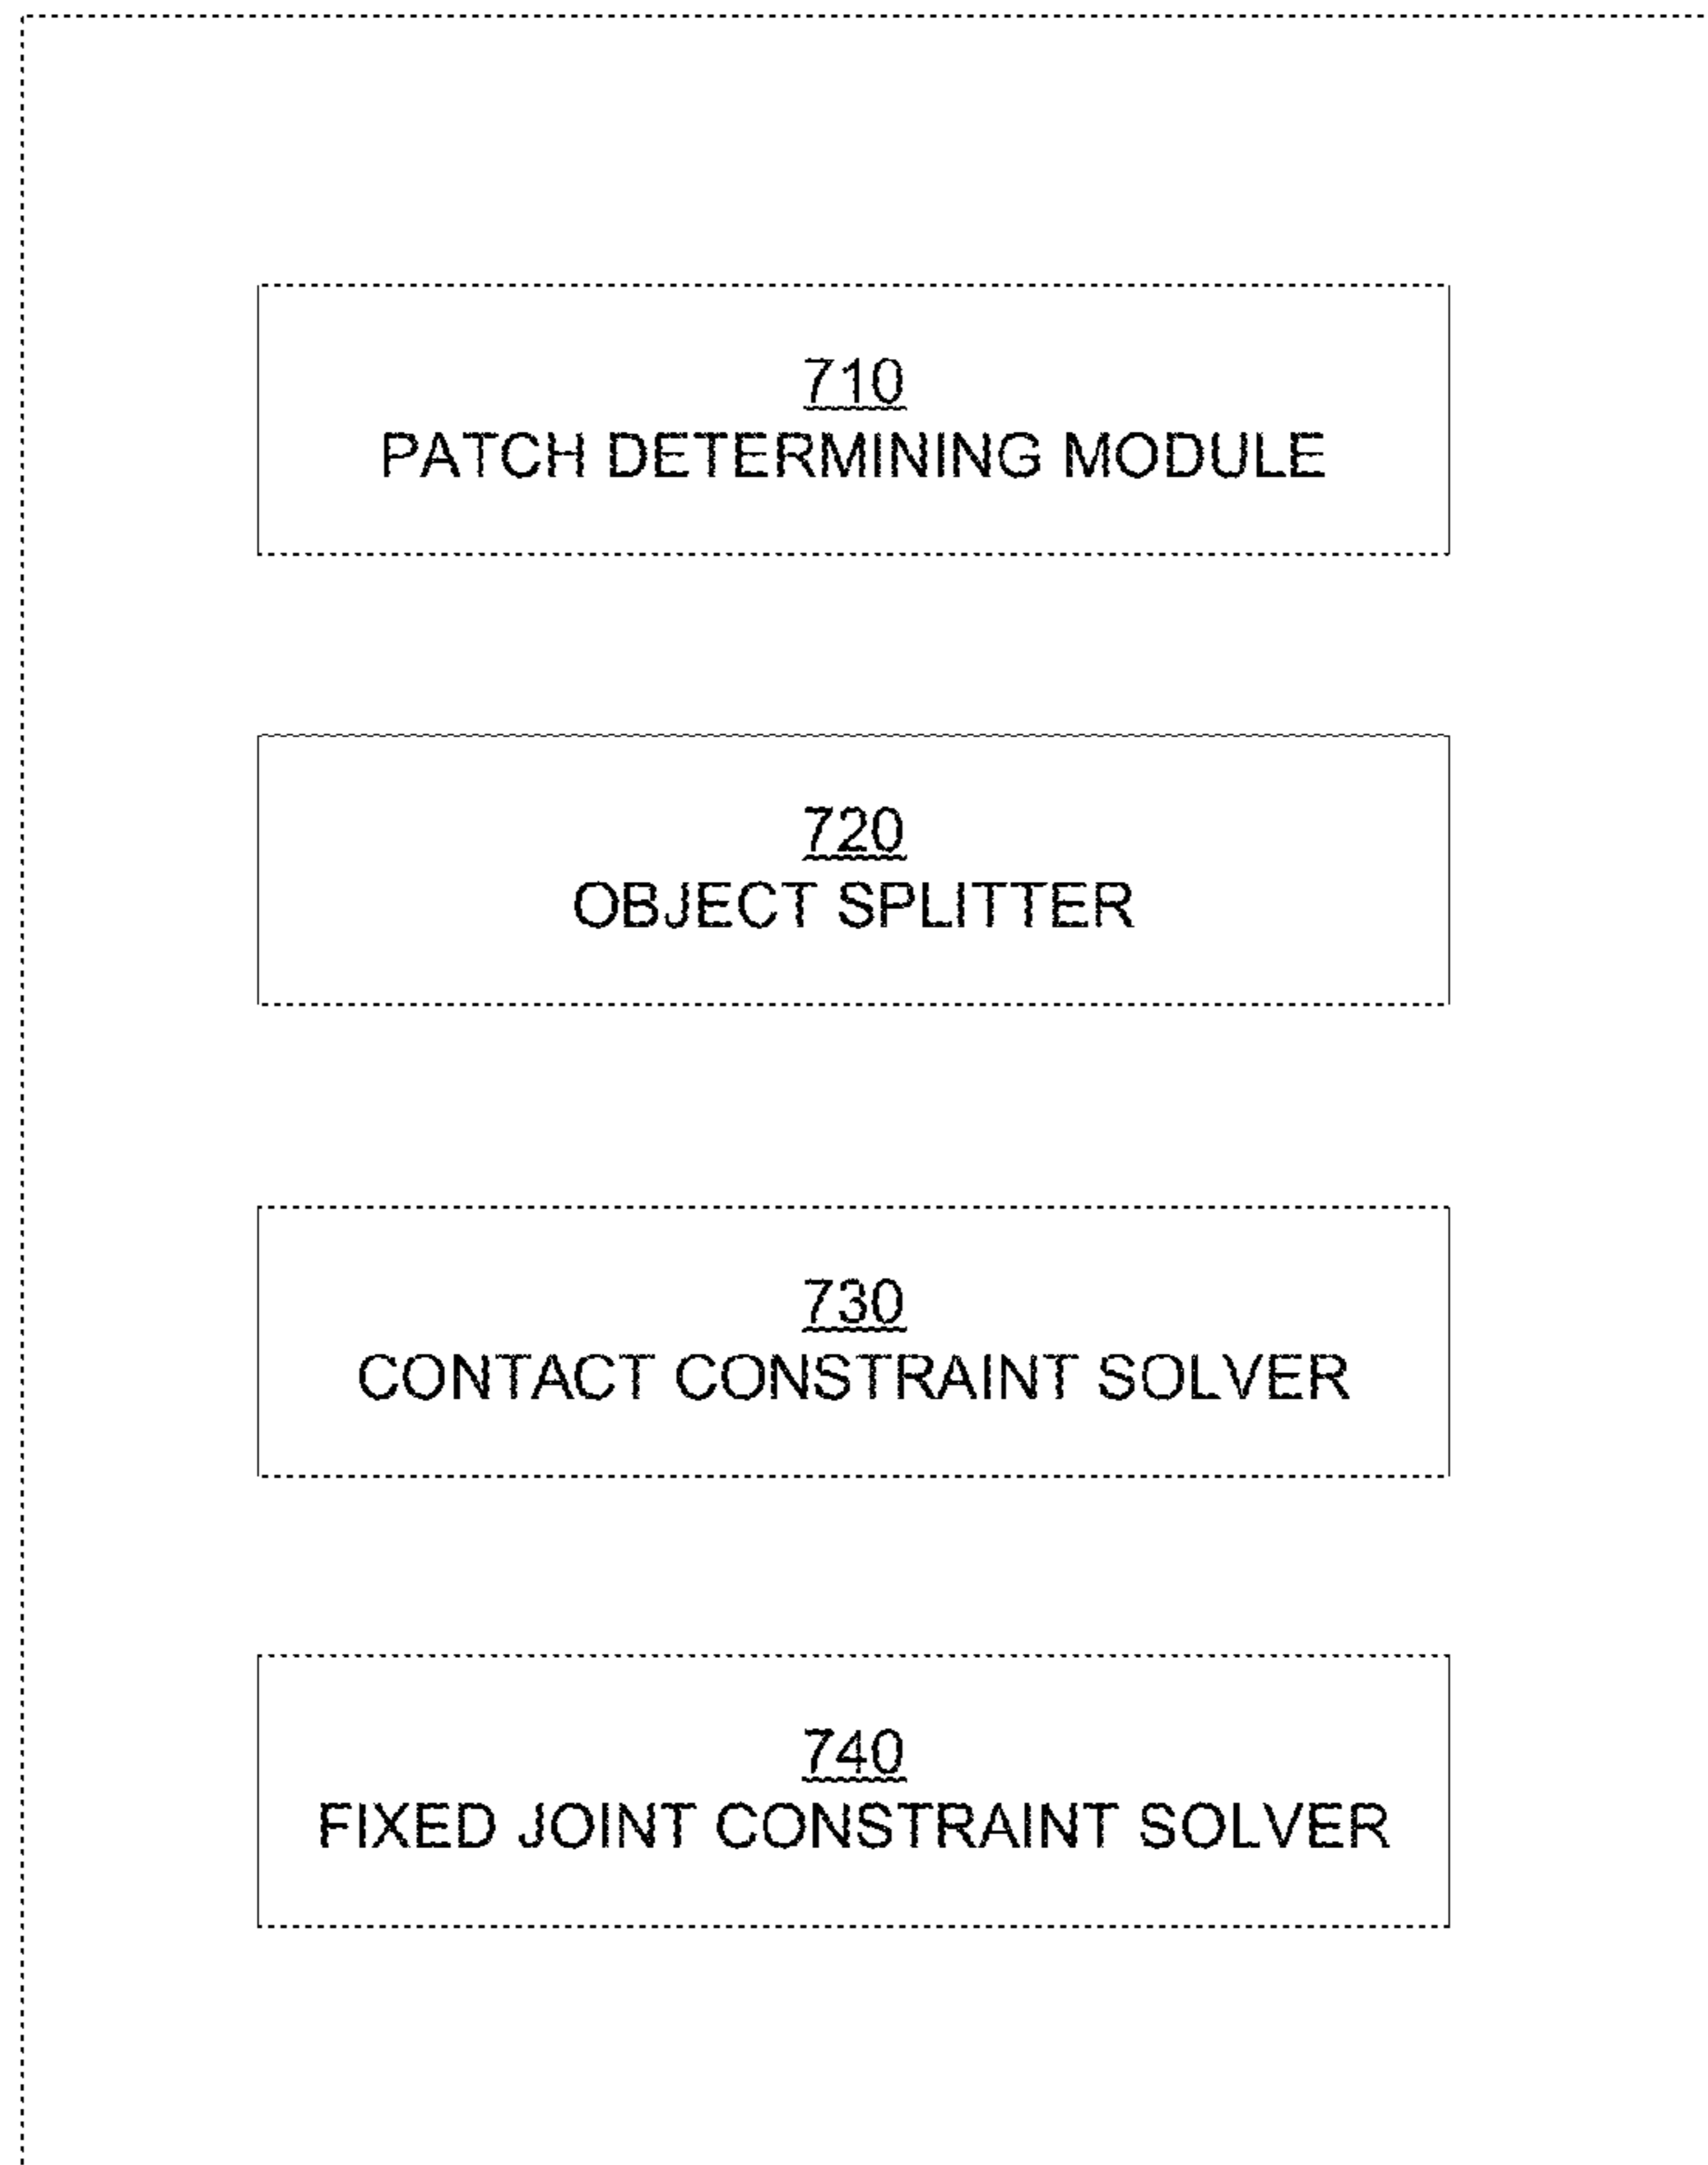 710
PATCH DETERMINING MODULE
720
OBJECT SPLITTER
730
CONTACT CONSTRAINT SOLVER
740
FIXED JOINT CONSTRAINT SOLVER